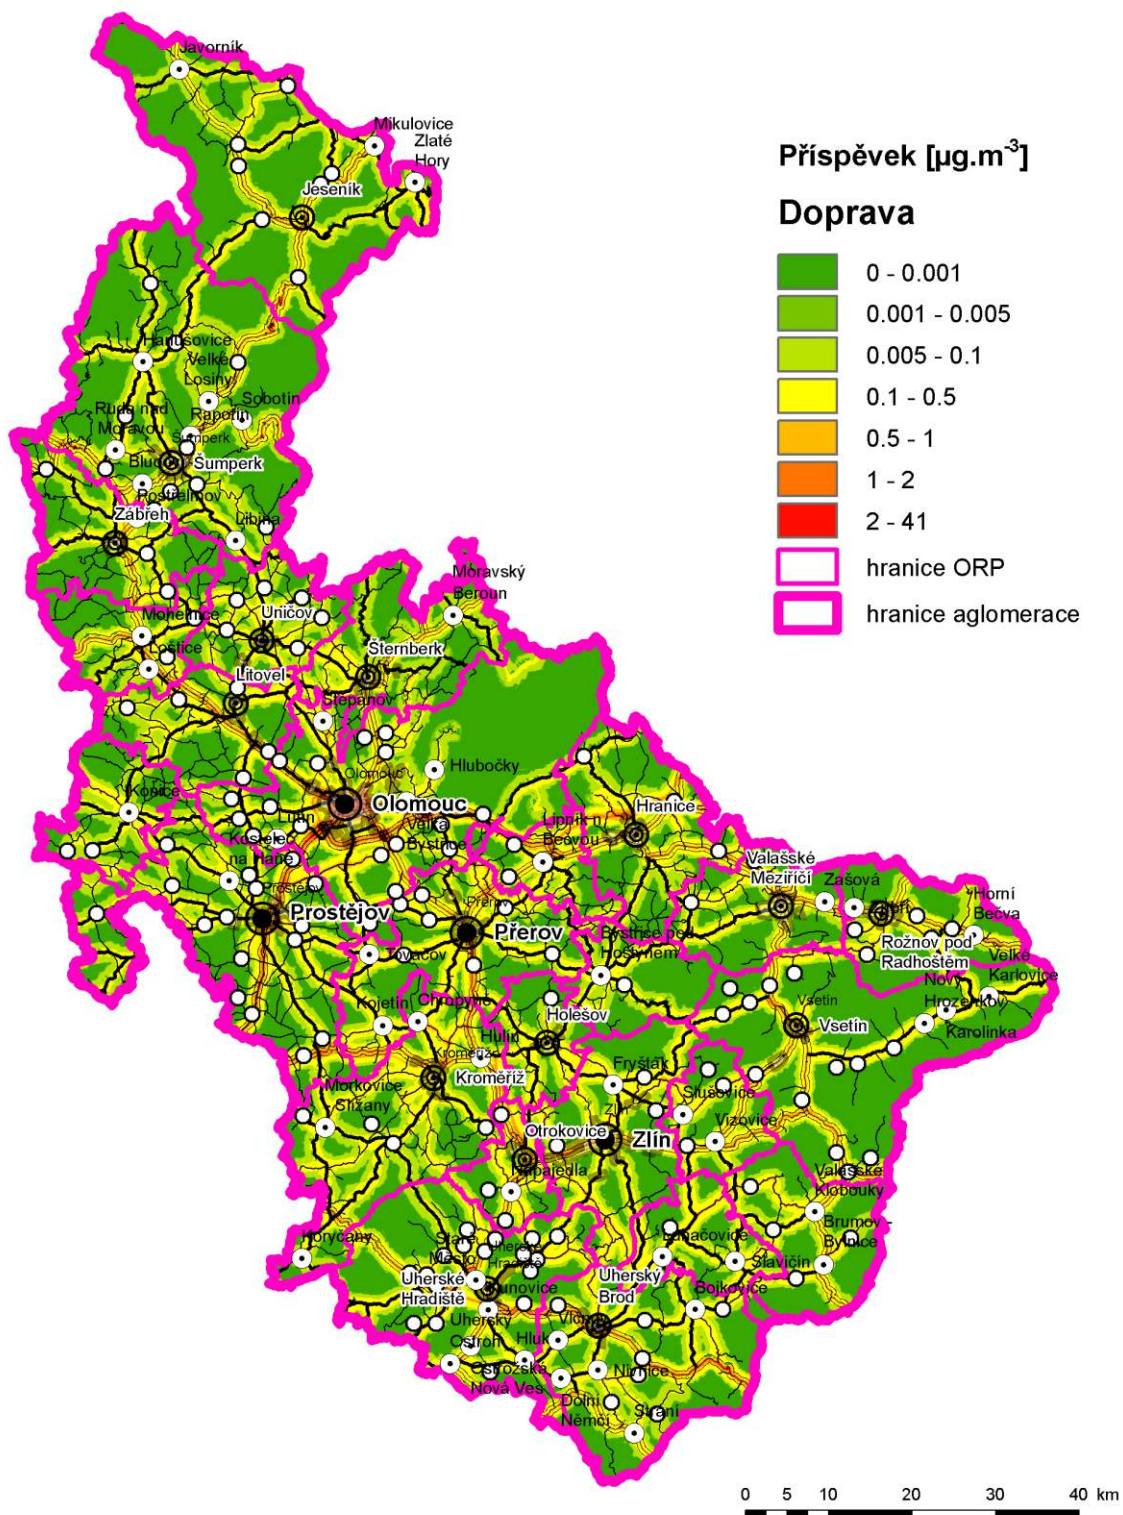 Javorník
Mikulovice
Zlaté
Hory
Jeseník
Příspěvek [µg.m-3]
Doprava
0 - 0.001
0.001 - 0.005
0.005 - 0.1
0.1 - 0.5
0.5 - 1
1 - 2
2 - 41
hranice ORP
hranice aglomerace
Hanušovice
Velké
Losiny
Sobotín
Ruda nad
Moravou
Rapotín
Šumperk
Šumperk
Postřelmov
Zábřeh
Libina
Moravský
Beroun
Mohelnice
Uničov
Loštice
Šternberk
Litovel
Štěpánov
Olomouc
Hlubočky
Konice
Olomouc
Hranice
Lutín
Velká
Bystřice
Lipník n
Bečvou
Kostelec
na Hané
Valašské
Meziříčí
Zašová
Horní
Bečva
Prostějov
Prostějov
Přerov
Přerov
Rožnov pod
Radhoštěm
Bystřice pod
Hostýnem
Tovačov
Velké
Karlovice
Nový
Hrozenkov
Karolinka
Kojetín
Chropyně
Holešov
Vsetín
Vsetín
Hulín
Kroměříž
Kroměříž
Fryšták
Morkovice
Slížany
Slušovice
Vizovice
Otrokovice
Zlín
Napajedla
Valašské
Klobouky
Brumov -
Bylnice
Koryčany
Staré
Město
Uherské
Hradiště
Luhačovice
Slavičín
Uherské
Hradiště
Kunovice
Uherský
Brod
Bojkovice
Vlčnov
Uherský
Ostroh
Hluk
Ostrožská
Nová Ves
Nivnice
Dolní
Němčí
Strání
0 5 10 20 30 40 km